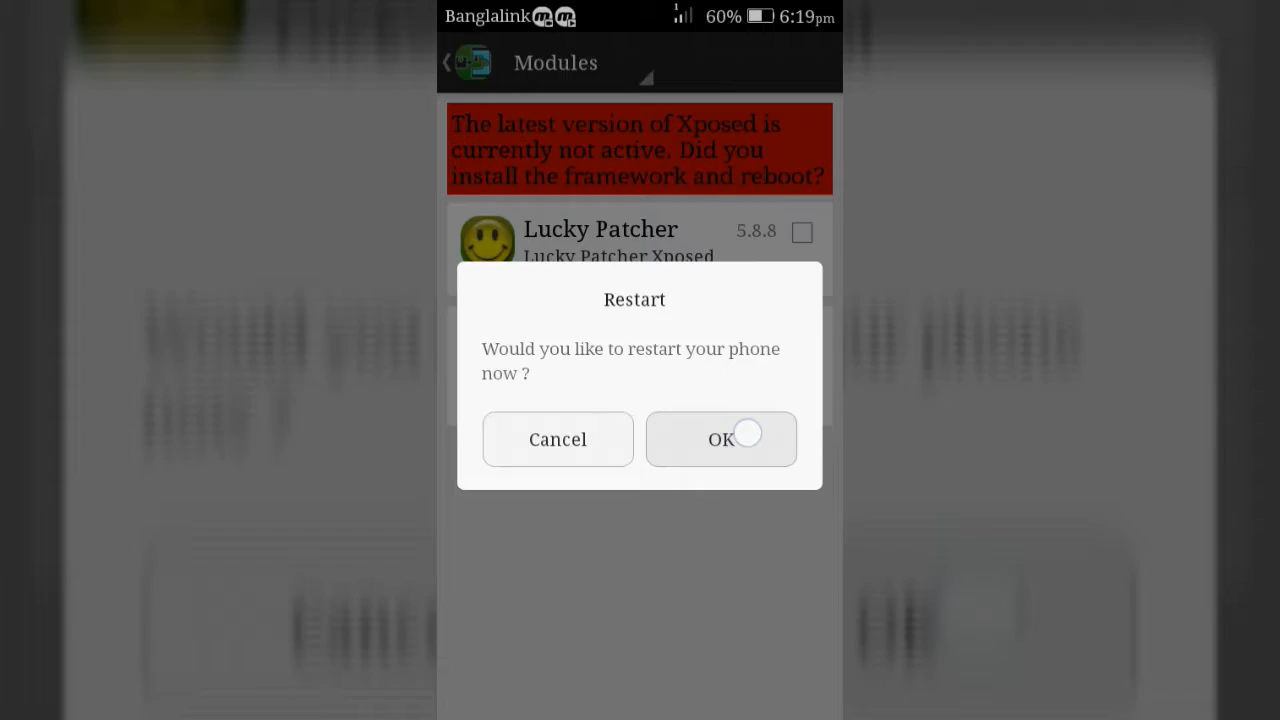 Banglalink 60% 6:19pm
Modules
The latest version of Xposed is
currently not active. Did you
install the framework and reboot?
Lucky Patcher 5.8.8
Lucky Patcher Xposed
Restart
Would you like to restart your phone
now ?
Cancel OK